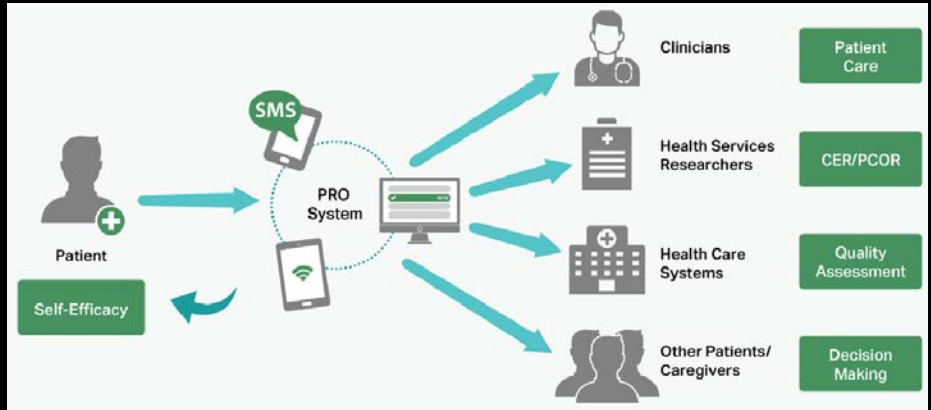 SMS
PRO
System
Patient
Self-Efficacy
Clinicians
Patient
Care
Health Services
Researchers
CER/PCOR
Health Care
Systems
Quality
Assessment
Other Patients/
Caregivers
Decision
Making